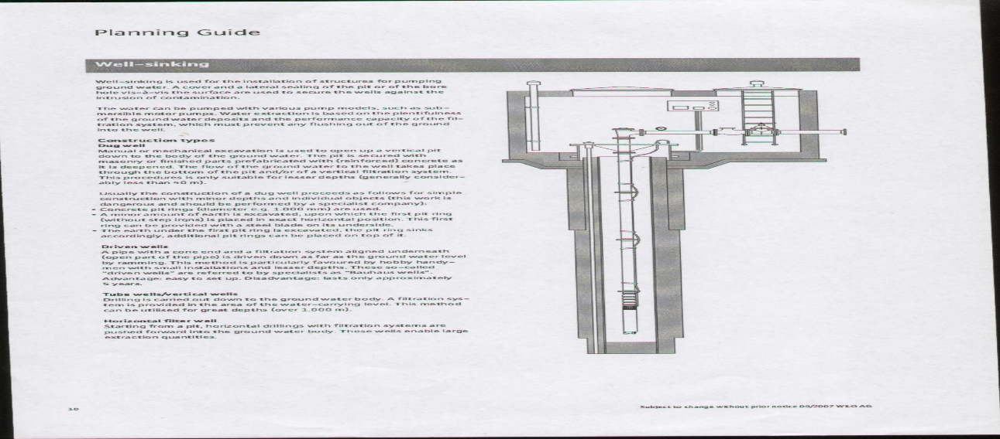 Planning Guide
Well-sinking
Well-sinking is used for the installation of structures for pumping
ground water. A cover and a lateral sealing of the pit or of the bore
hole vis-à-vis the surface are used to secure the wells against the
intrusion of contamination.
The water can be pumped with various pump models, such as sub-
mersible motor pumps. Water extraction is based on the plentifulness
of the ground water deposits and the performance capacity of the fil-
tration system, which must prevent any flushing out of the ground
into the well.
Construction types
Dug well
Manual or mechanical excavation is used to open up a vertical pit
down to the body of the ground water. The pit is secured with
masonry or finished parts prefabricated with (reinforced) concrete as
it is deepened. The flow of the ground water to the well takes place
through the bottom of the pit and/or of a vertical filtration system.
This procedures is only suitable for lesser depths (generally consider-
ably less than 40 m).
Usually the construction of a dug well proceeds as follows for simple
construction with minor depths and individual objects (this work is
dangerous and should be performed by a specialist company):
• Concrete pit rings (diameter e.g. 1.000 mm) are used.
• A minor amount of earth is excavated, upon which the first pit ring
(without step irons) is placed in exact horizontal position. This first
ring can be provided with a steel blade on its underside.
• The earth under the first pit ring is excavated, the pit ring sinks
accordingly, additional pit rings can be placed on top of it.
Driven wells
A pipe with a cone end and a filtration system aligned underneath
(open part of the pipe) is driven down as far as the ground water level
by ramming. This method is particularly favoured by hobby handy-
men with small installations and lesser depths. These so-called
"driven wells" are referred to by specialists as "Bauhaus wells".
Advantage: easy to set up. Disadvantage: lasts only approximately
5 years.
Tube wells/vertical wells
Drilling is carried out down to the ground water body. A filtration sys-
tem is provided in the area of the water-carrying level. This method
can be utilised for great depths (over 1.000 m).
Horizontal filter well
Starting from a pit, horizontal drillings with filtration systems are
pushed forward into the ground water body. These wells enable large
extraction quantities.
10
Subject to change without prior notice 09/2007 WILO AG